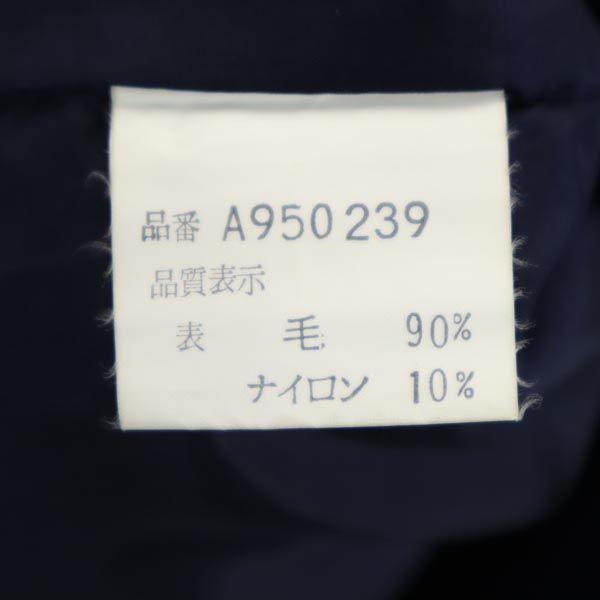 品番 A950239
品質表示
表 毛 90%
ナイロン 10%